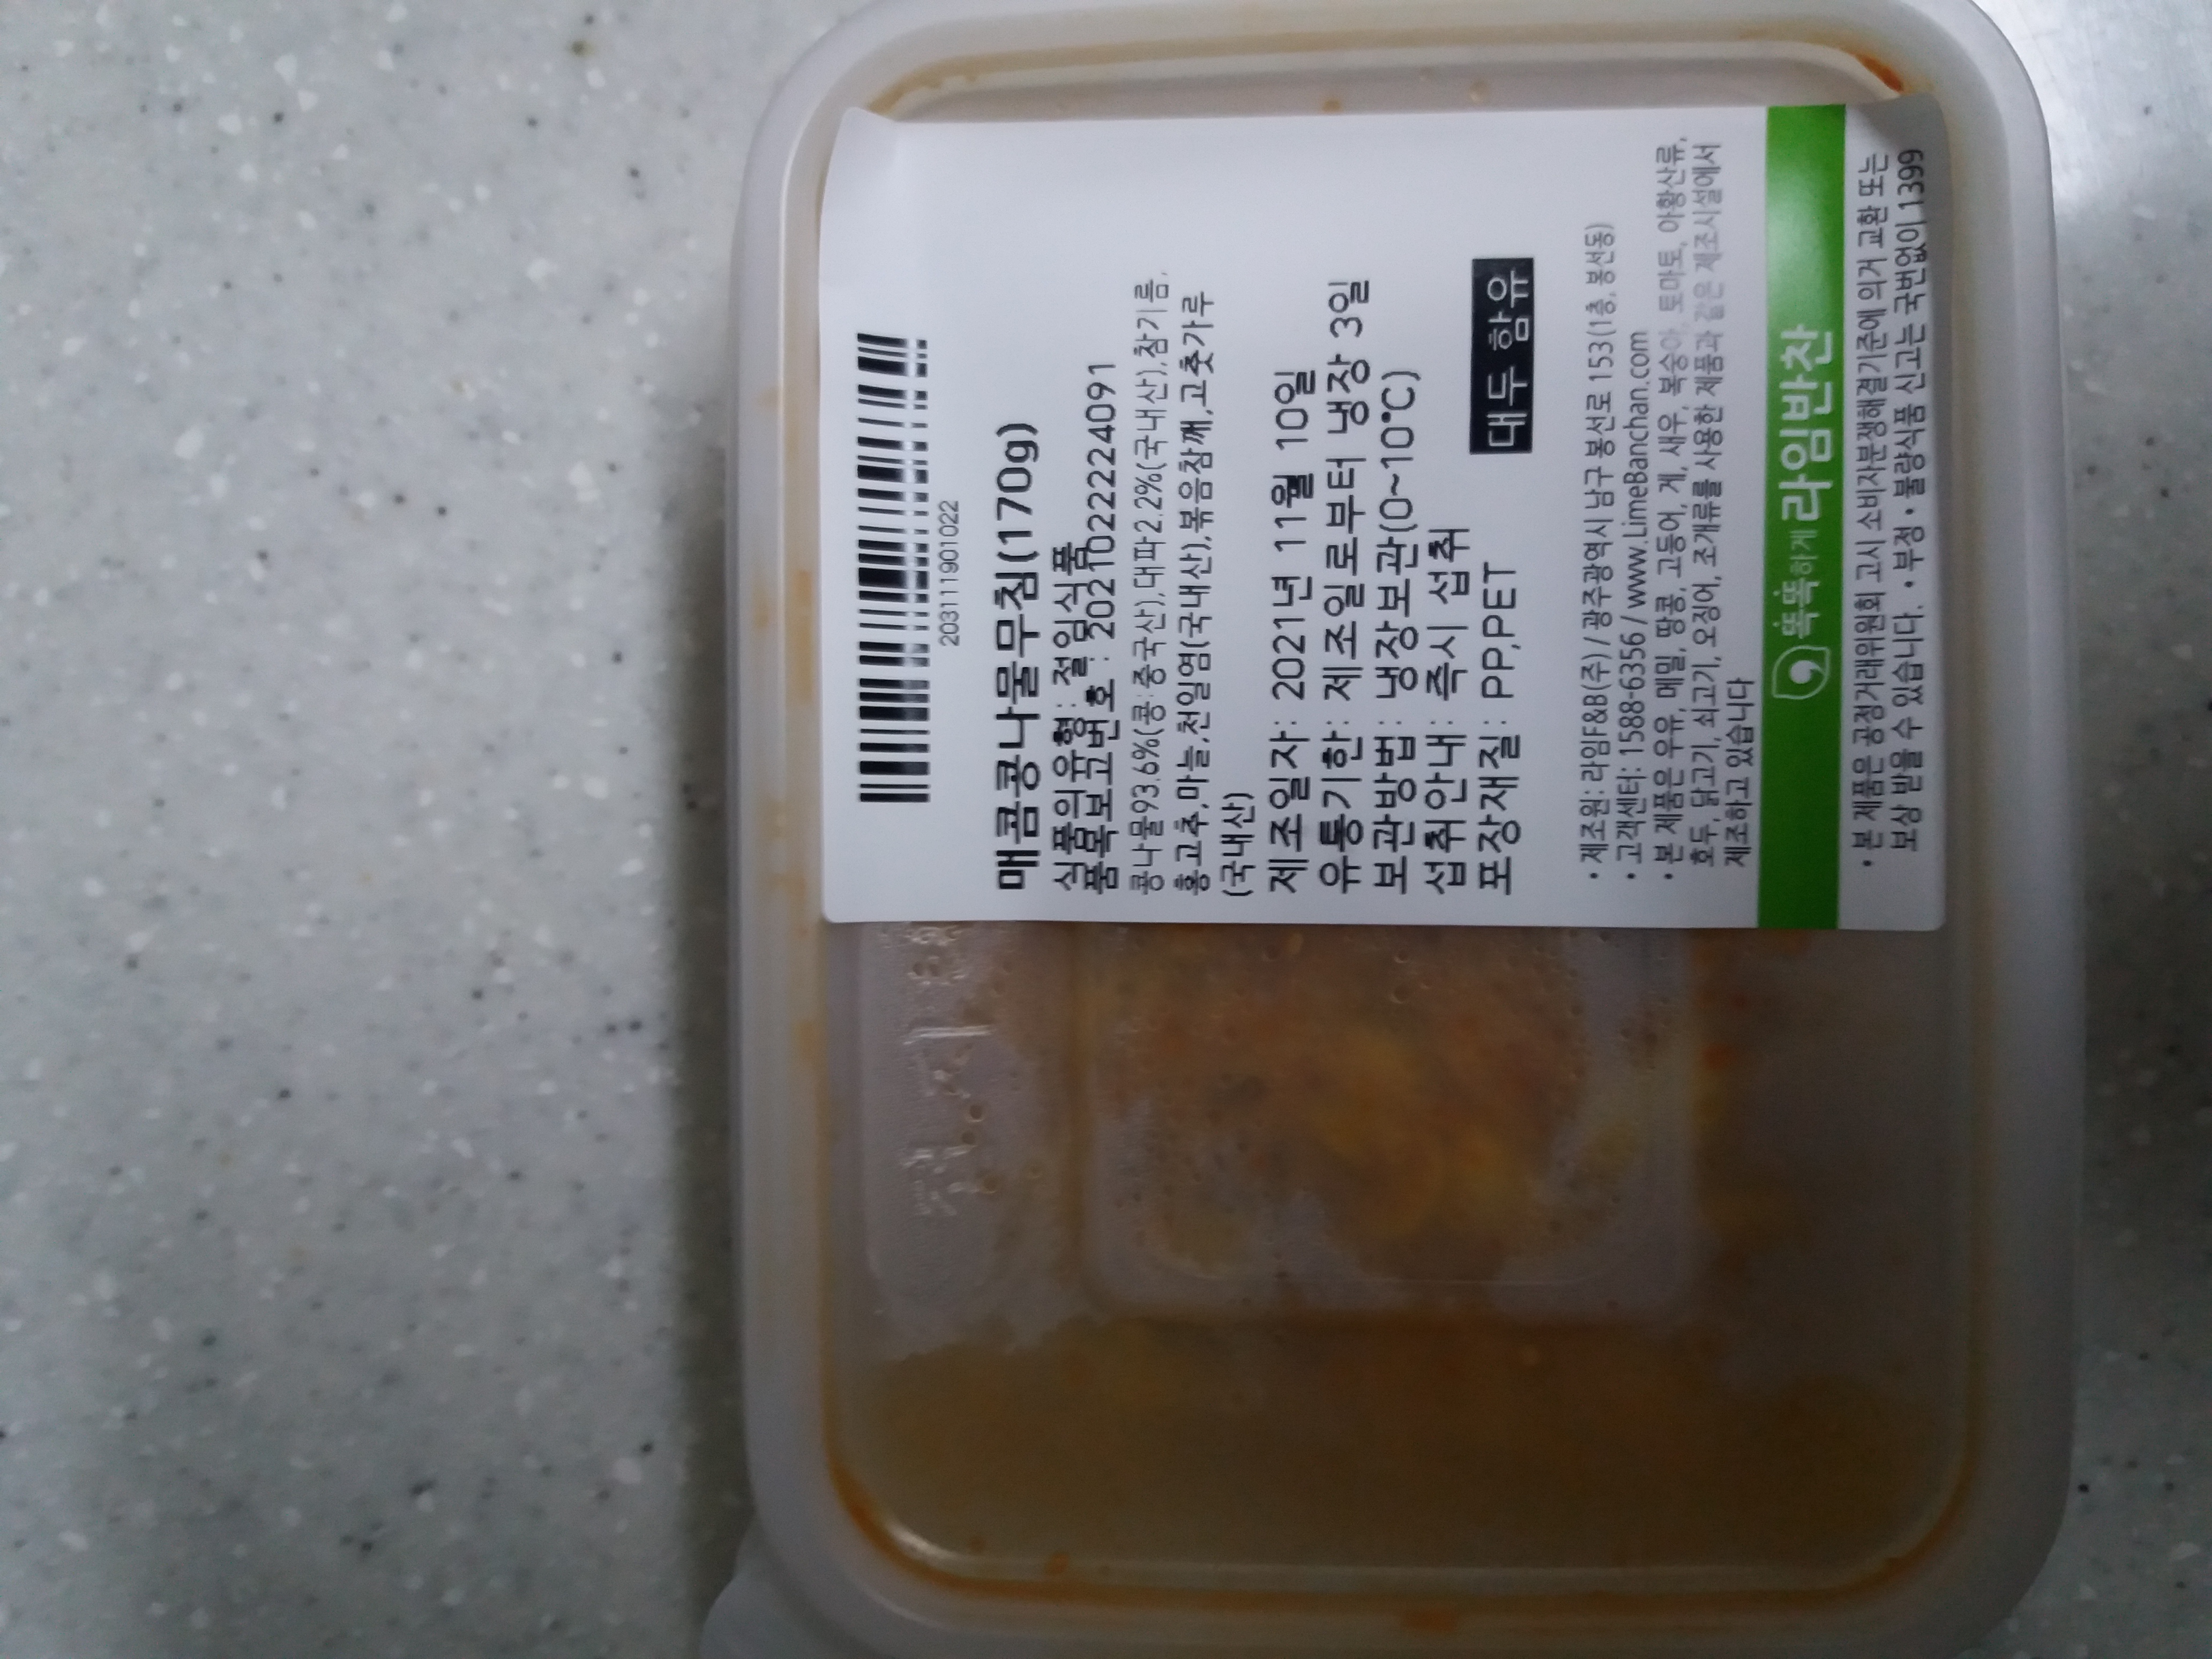 2031119010​22
매콤콩나물무침(170g)
식품의유형 : 절임식품
품목보고번호 : 2021022224091
콩나물93.6%(콩:중국산),대파2.2%(국내산),참기름,
홍고추,마늘,천일염(국내산),볶음참깨,고춧가루
(국내산)
제조일자 : 2021년 11월 10일
유통기한 : 제조일로부터 냉장 3일
보관방법 : 냉장보관(0~10°C)
섭취안내 : 즉시 섭취
포장재질 : PP,PET
대두 함유
• 제조원: 라임F&B(주) / 광주광역시 남구 봉선로 153(1층, 봉선동)
• 고객센터: 1588-6356 / www.LimeBanchan.com
• 본 제품은 우유, 메밀, 땅콩, 고등어, 게, 새우, 복숭아, 토마토, 아황산류,
호두, 닭고기, 쇠고기, 오징어, 조개류를 사용한 제품과 같은 제조시설에서
제조하고 있습니다
똑똑하게 라임반찬
• 본 제품은 공정거래위원회 고시 소비자분쟁해결기준에 의거 교환 또는
보상 받을 수 있습니다. • 부정 • 불량식품 신고는 국번없이 1399